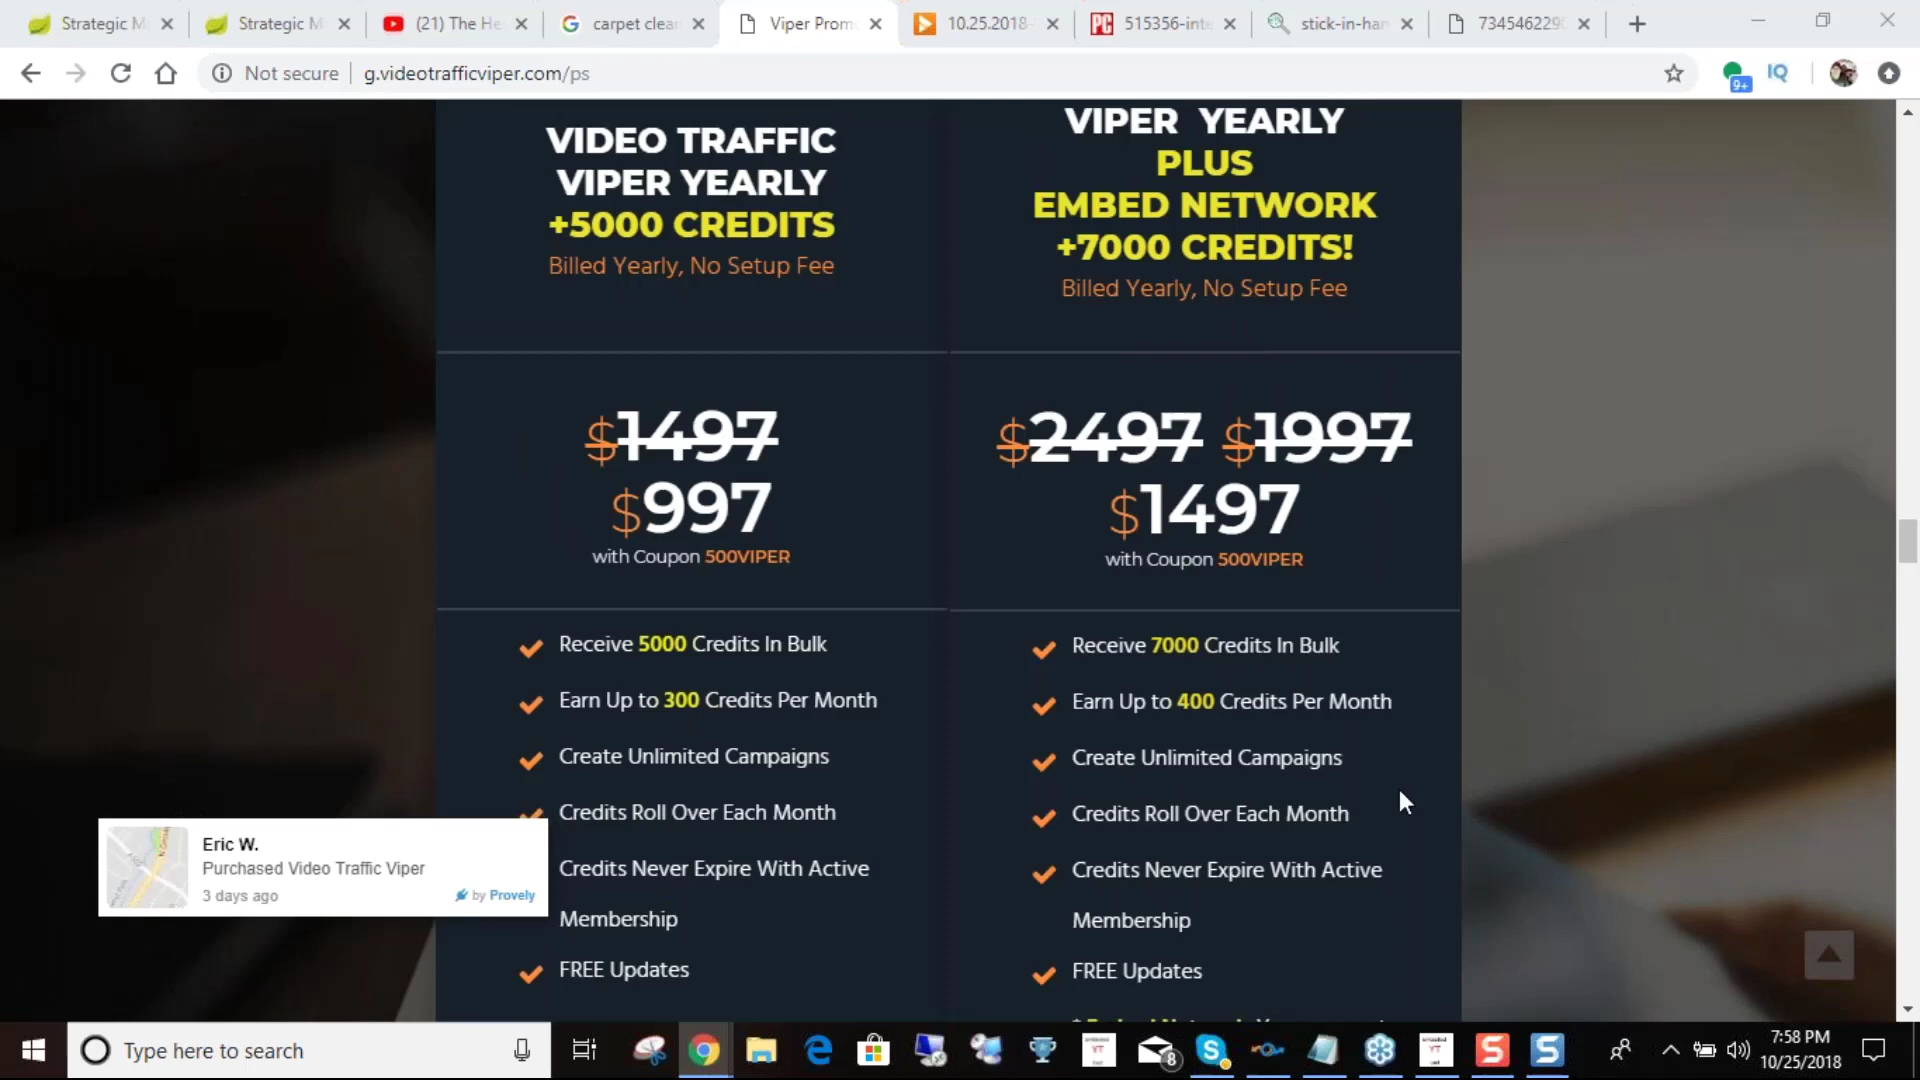 Strategic M
Strategic M
(21) The He
carpet clea
Viper Prom
10.25.2018-
515356-inte
stick-in-han
7345462290
Not secure
g.videotrafficviper.com/ps
9+
IQ
VIDEO TRAFFIC
VIPER YEARLY
+5000 CREDITS
Billed Yearly, No Setup Fee
$1497
$997
with Coupon 500VIPER
Receive 5000 Credits In Bulk
Earn Up to 300 Credits Per Month
Create Unlimited Campaigns
Credits Roll Over Each Month
Credits Never Expire With Active
Membership
FREE Updates
VIPER YEARLY
PLUS
EMBED NETWORK
+7000 CREDITS!
Billed Yearly, No Setup Fee
$2497 $1997
$1497
with Coupon 500VIPER
Receive 7000 Credits In Bulk
Earn Up to 400 Credits Per Month
Create Unlimited Campaigns
Credits Roll Over Each Month
Credits Never Expire With Active
Membership
FREE Updates
Eric W.
Purchased Video Traffic Viper
3 days ago
by Provely
Type here to search
8
7:58 PM
10/25/2018